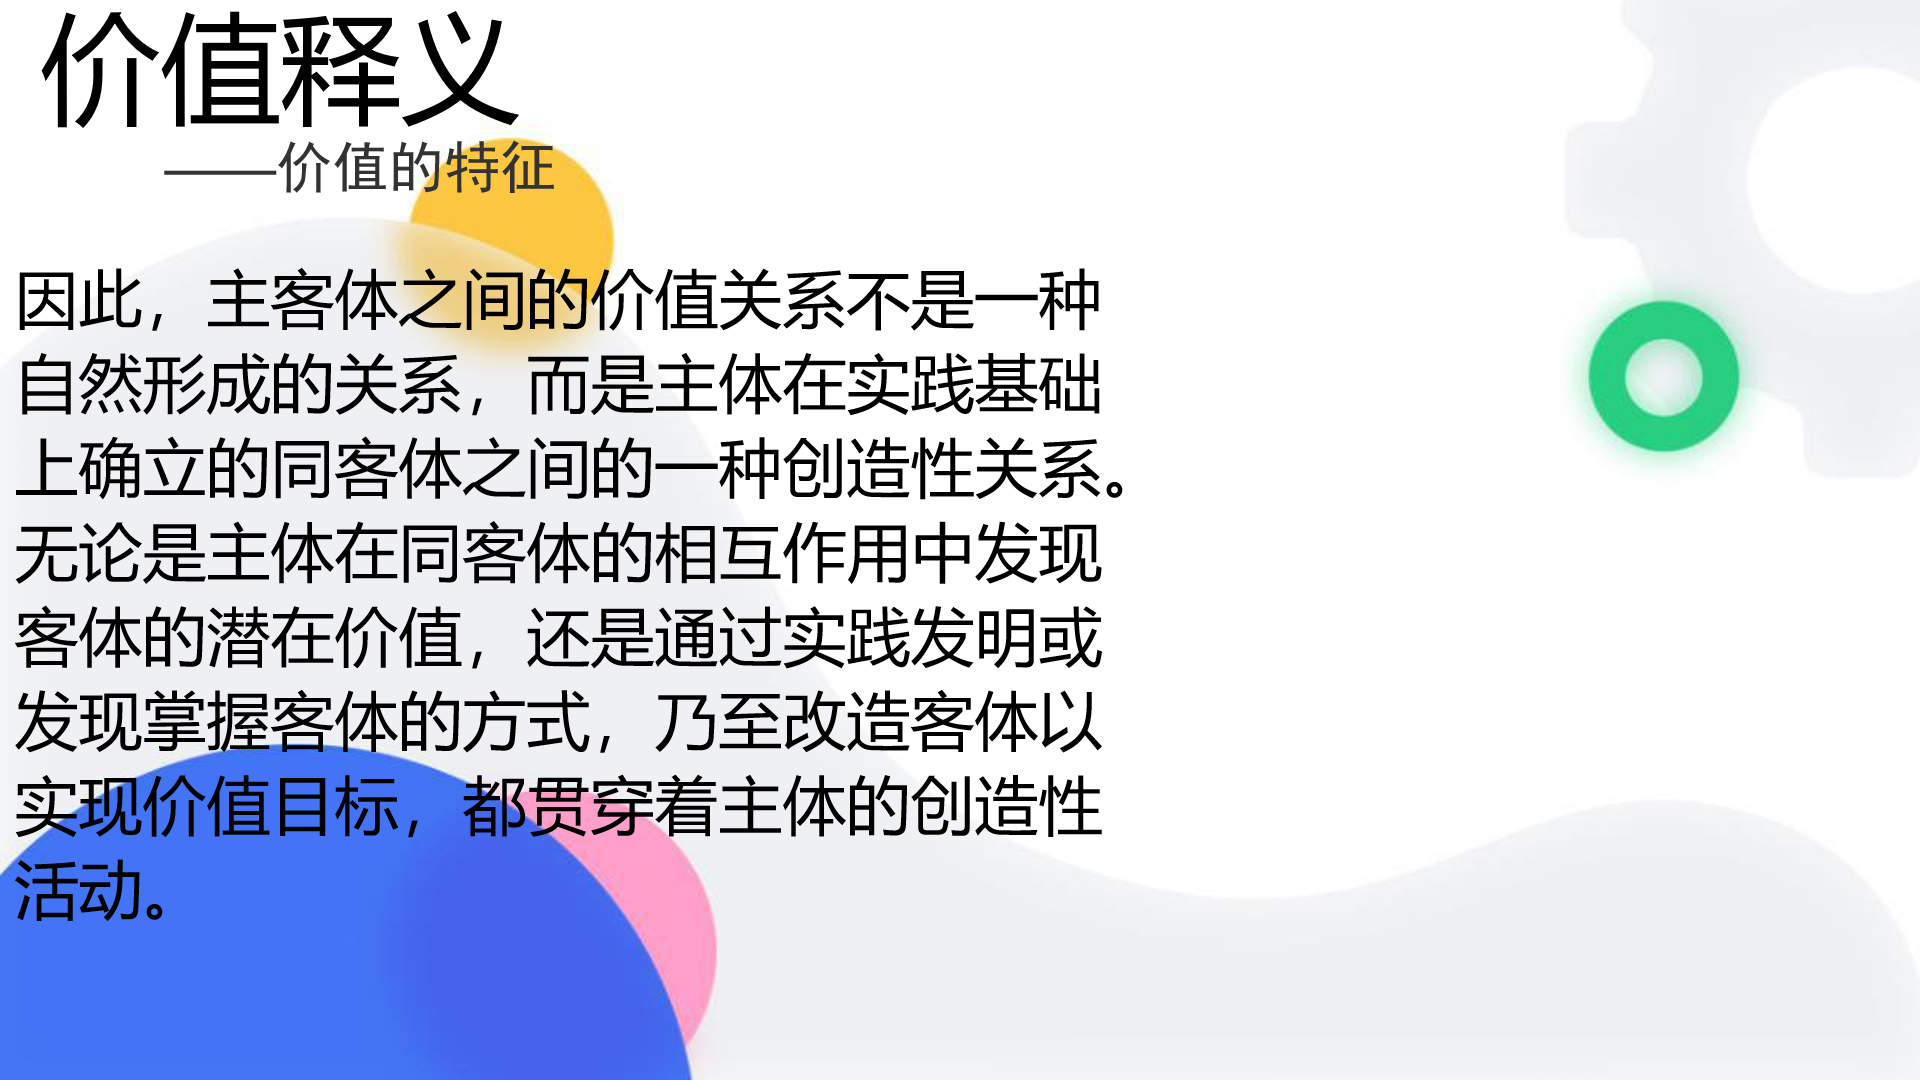 价值释义
——价值的特征
因此，主客体之间的价值关系不是一种
自然形成的关系，而是主体在实践基础
上确立的同客体之间的一种创造性关系。
无论是主体在同客体的相互作用中发现
客体的潜在价值，还是通过实践发明或
发现掌握客体的方式，乃至改造客体以
实现价值目标，都贯穿着主体的创造性
活动。